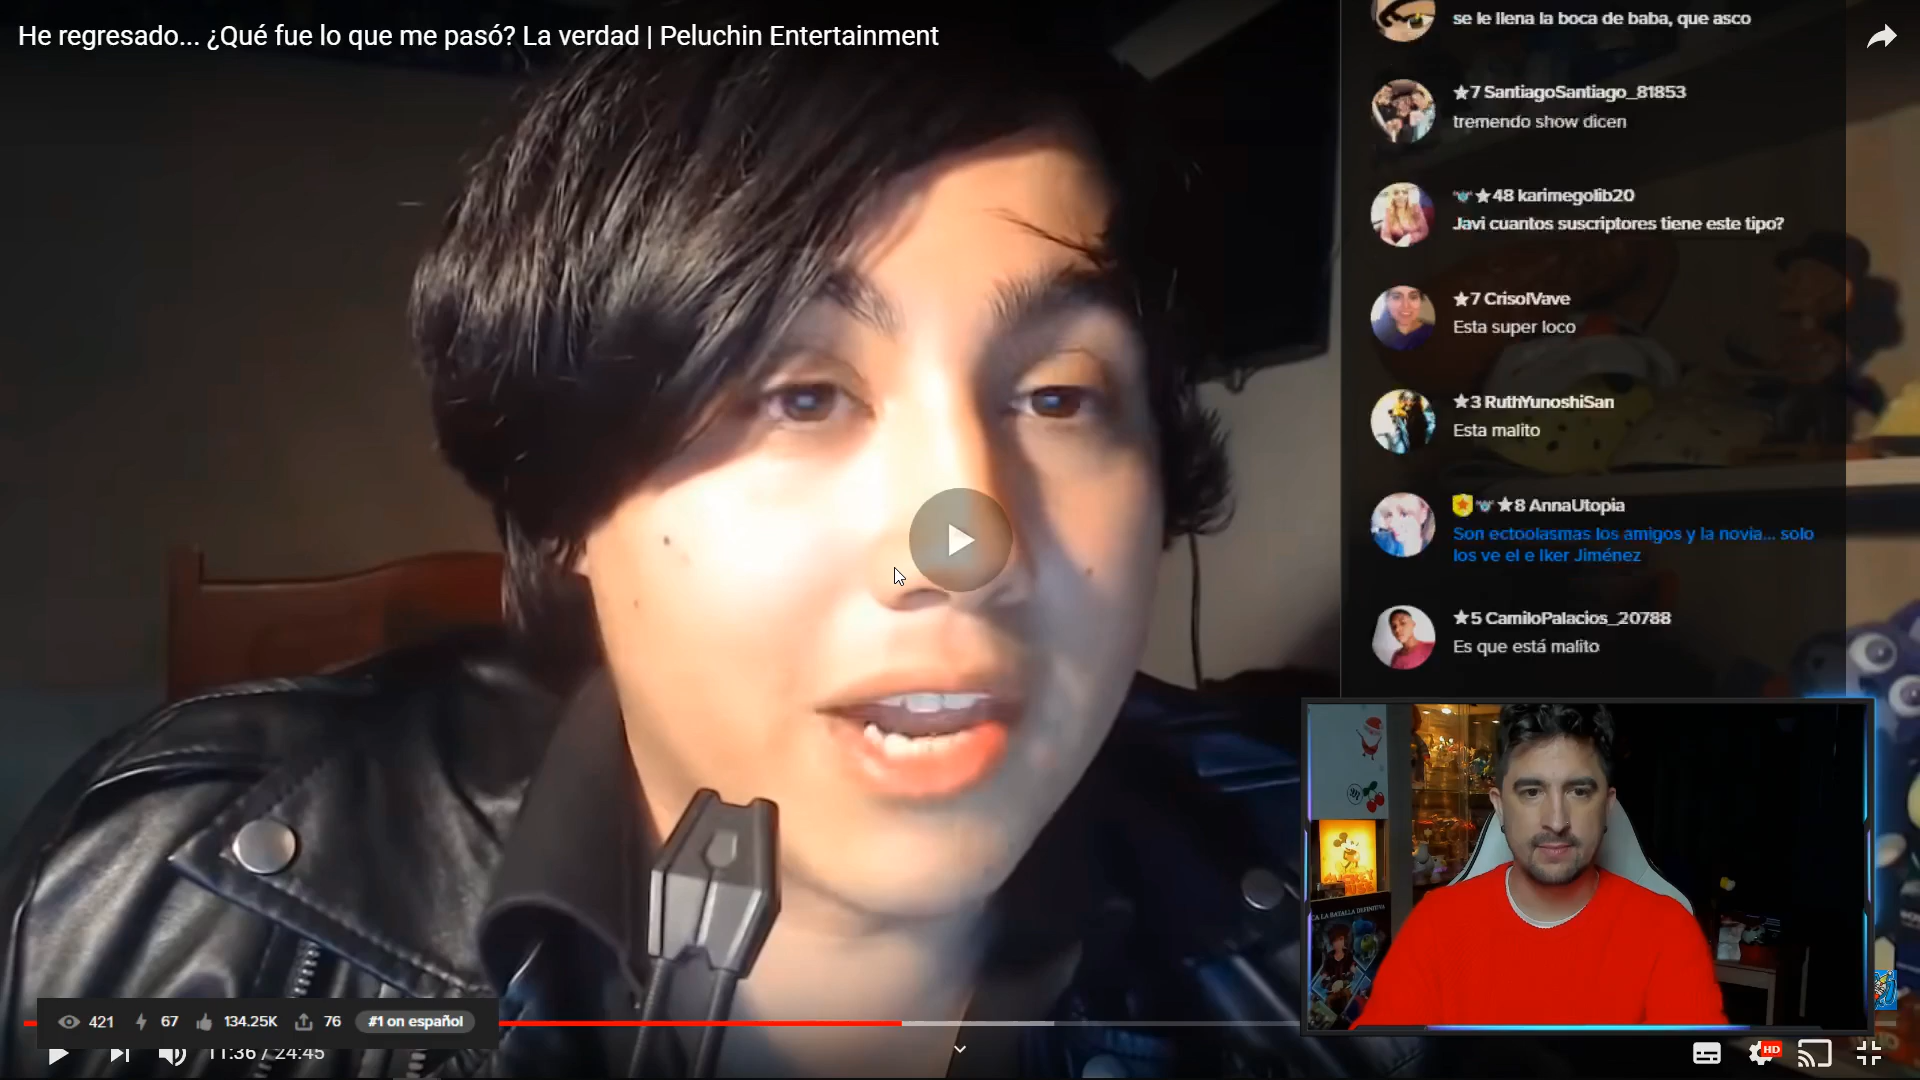 He regresado... ¿Qué fue lo que me pasó? La verdad | Peluchin Entertainment
se le llena la boca de baba, que asco
★7 SantiagoSantiago_81853
tremendo show dicen
★48 karimegolib20
Javi cuantos suscriptores tiene este tipo?
★7 CrisolVave
Esta super loco
★3 RuthYunoshiSan
Esta malito
★8 AnnaUtopia
Son ectoolasmas los amigos y la novia... solo
los ve el e Iker Jiménez
★5 CamiloPalacios_20788
Es que está malito
CA LA BATALLA DEFINITIVA
421 67 134.25K 76 #1 on español
11:36 / 24:45
HD